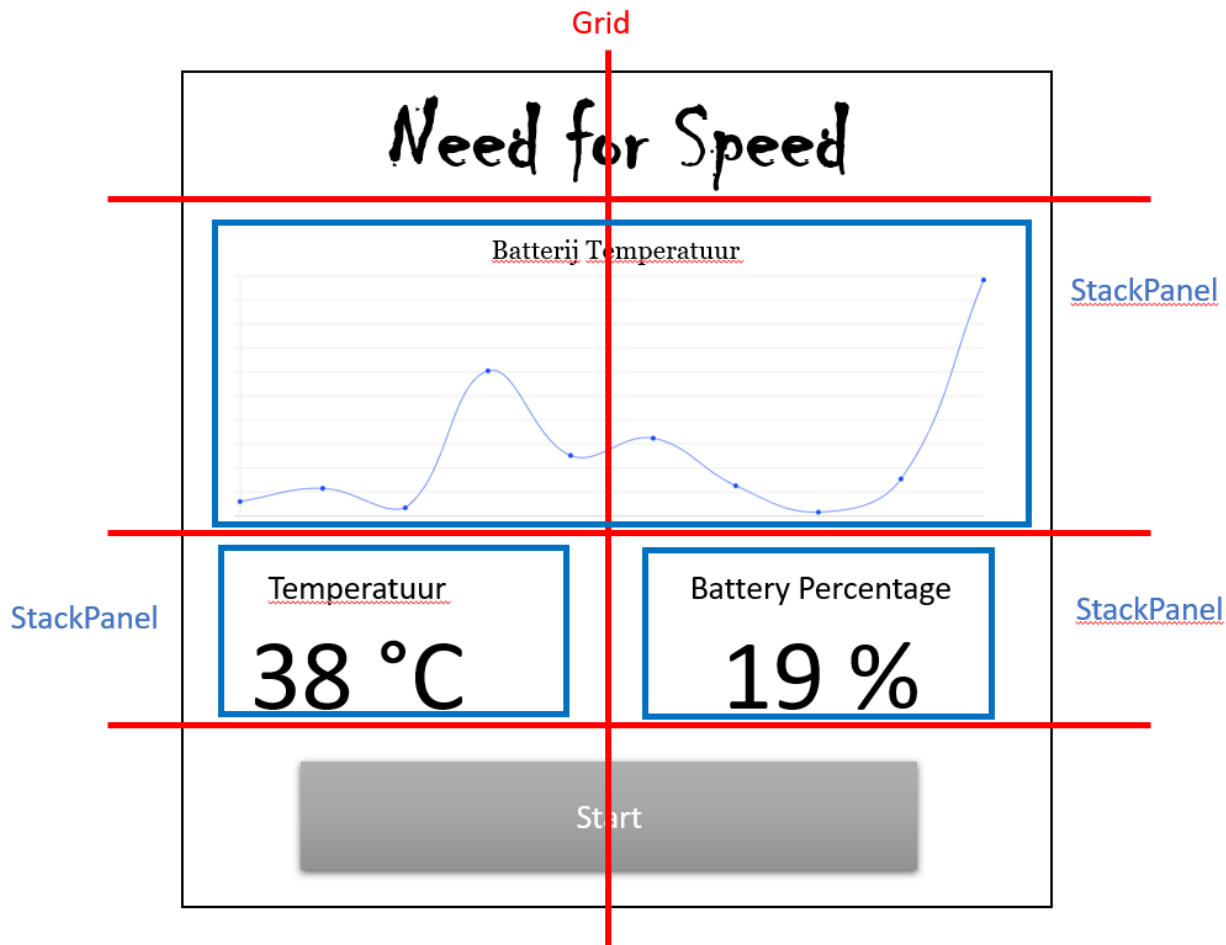 Grid
Need for Speed
Batterij Temperatuur
StackPanel
Temperatuur
Battery Percentage
StackPanel
StackPanel
38 °C
19 %
Start